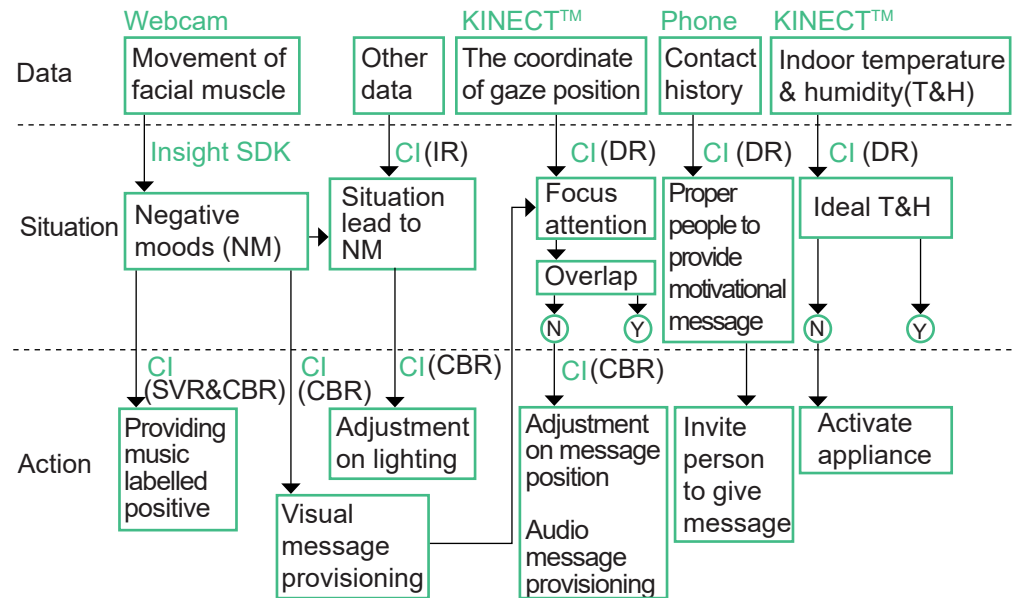 Webcam
KINECT™
Phone
KINECT™
Data
Movement of
facial muscle
Other
data
The coordinate
of gaze position
Contact
history
Indoor temperature
& humidity(T&H)
Insight SDK
CI (IR)
CI (DR)
CI (DR)
CI (DR)
Situation
Negative
moods (NM)
Situation
lead to
NM
Focus
attention
Overlap
N
Y
Proper
people to
provide
motivational
message
Ideal T&H
N
Y
CI
(SVR&CBR)
CI
(CBR)
CI (CBR)
CI (CBR)
Action
Providing
music
labelled
positive
Visual
message
provisioning
Adjustment
on lighting
Adjustment
on message
position
Audio
message
provisioning
Invite
person
to give
message
Activate
appliance